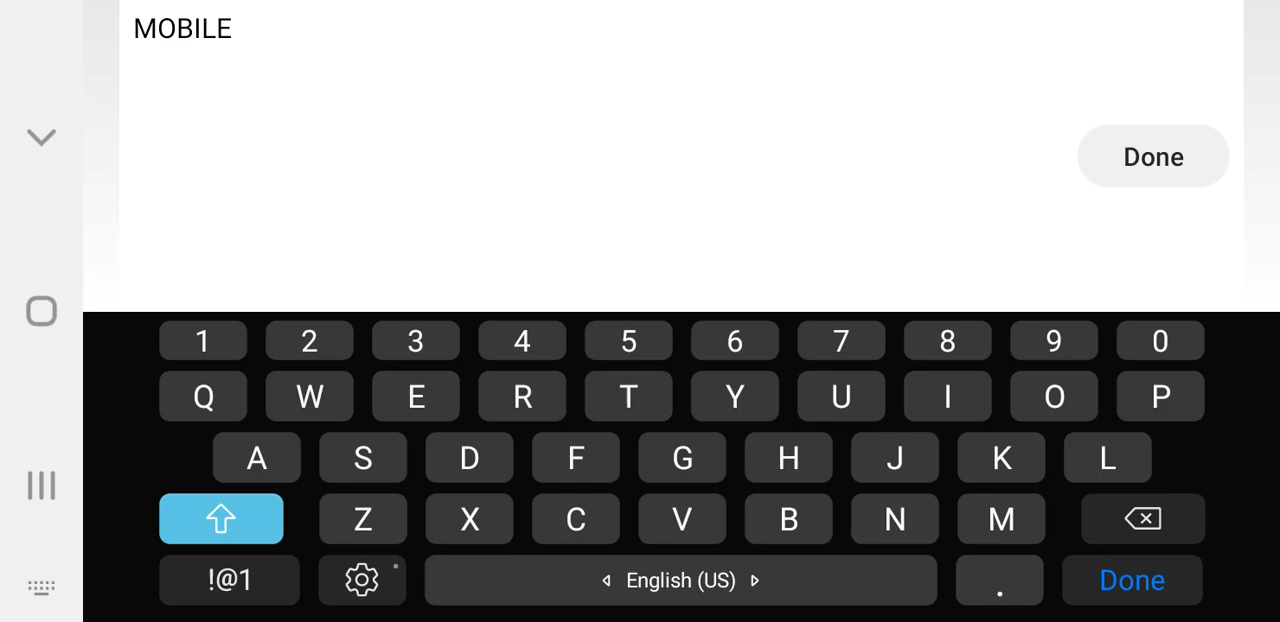 MOBILE
Done
1 2 3 4 5 6 7 8 9 0
Q W E R T Y U I O P
A S D F G H J K L
Z X C V B N M
!@1 English (US) . Done